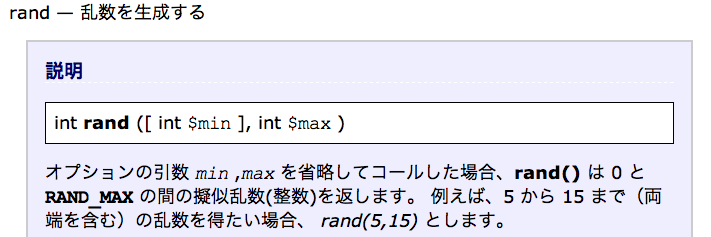 rand — 乱数を生成する
説明
int rand ([ int $min ], int $max )
オプションの引数 min ,max を省略してコールした場合、rand() は 0 と
RAND_MAX の間の擬似乱数(整数)を返します。 例えば、5 から 15 まで（両
端を含む）の乱数を得たい場合、 rand(5,15) とします。